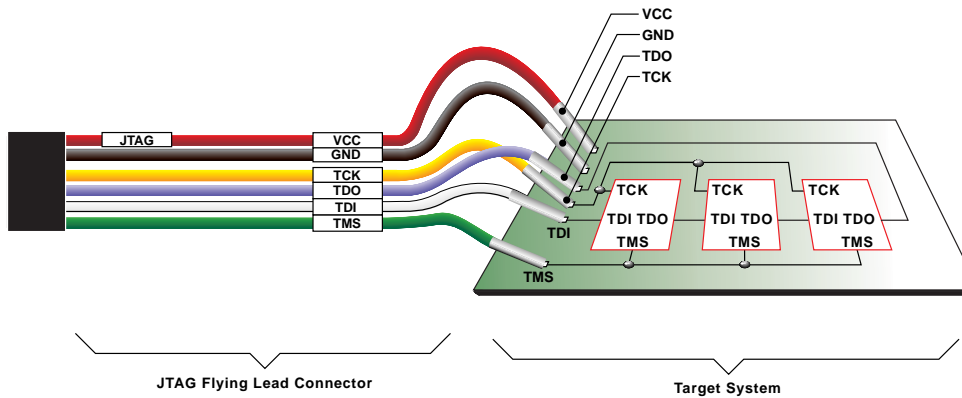 VCC
GND
TDO
TCK
JTAG
VCC
GND
TCK
TDO
TDI
TMS
TCK
TCK
TCK
TDI TDO
TDI TDO
TDI TDO
TMS
TMS
TMS
TDI
TMS
JTAG Flying Lead Connector
Target System